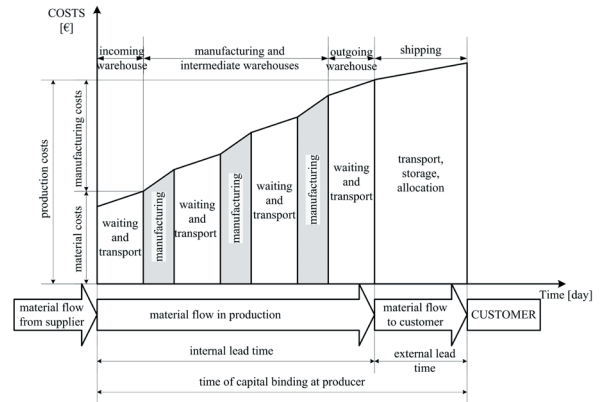 COSTS
[€]
incoming
warehouse
manufacturing and
intermediate warehouses
outgoing
warehouse
shipping
production costs
manufacturing costs
material costs
waiting
and
transport
manufacturing
waiting
and
transport
manufacturing
waiting
and
transport
manufacturing
waiting
and
transport
transport,
storage,
allocation
Time [day]
material flow
from supplier
material flow in production
material flow
to customer
CUSTOMER
internal lead time
external lead
time
time of capital binding at producer